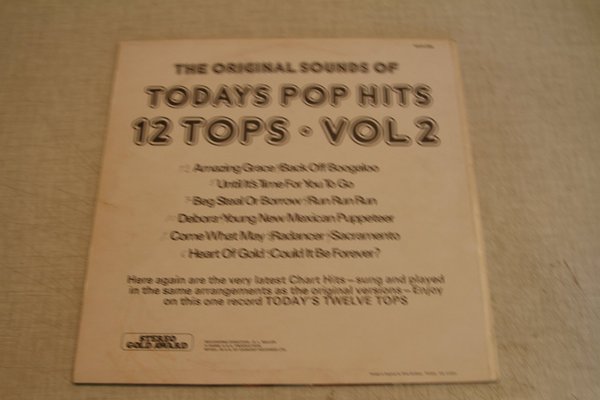 THE ORIGINAL SOUNDS OF
TODAYS POP HITS
12 TOPS • VOL 2
Amazing Grace Back Off Boogaloo
Until It's Time For You To Go
Beg Steal Or Borrow Run Run Run
Debora Young New Mexican Puppeteer
Come What May Radancer Sacramento
Heart Of Gold Could It Be Forever?
Here again are the very latest Chart Hits – sung and played
in the same arrangements as the original versions – Enjoy
on this one record TODAY'S TWELVE TOPS
STEREO
GOLD AWARD